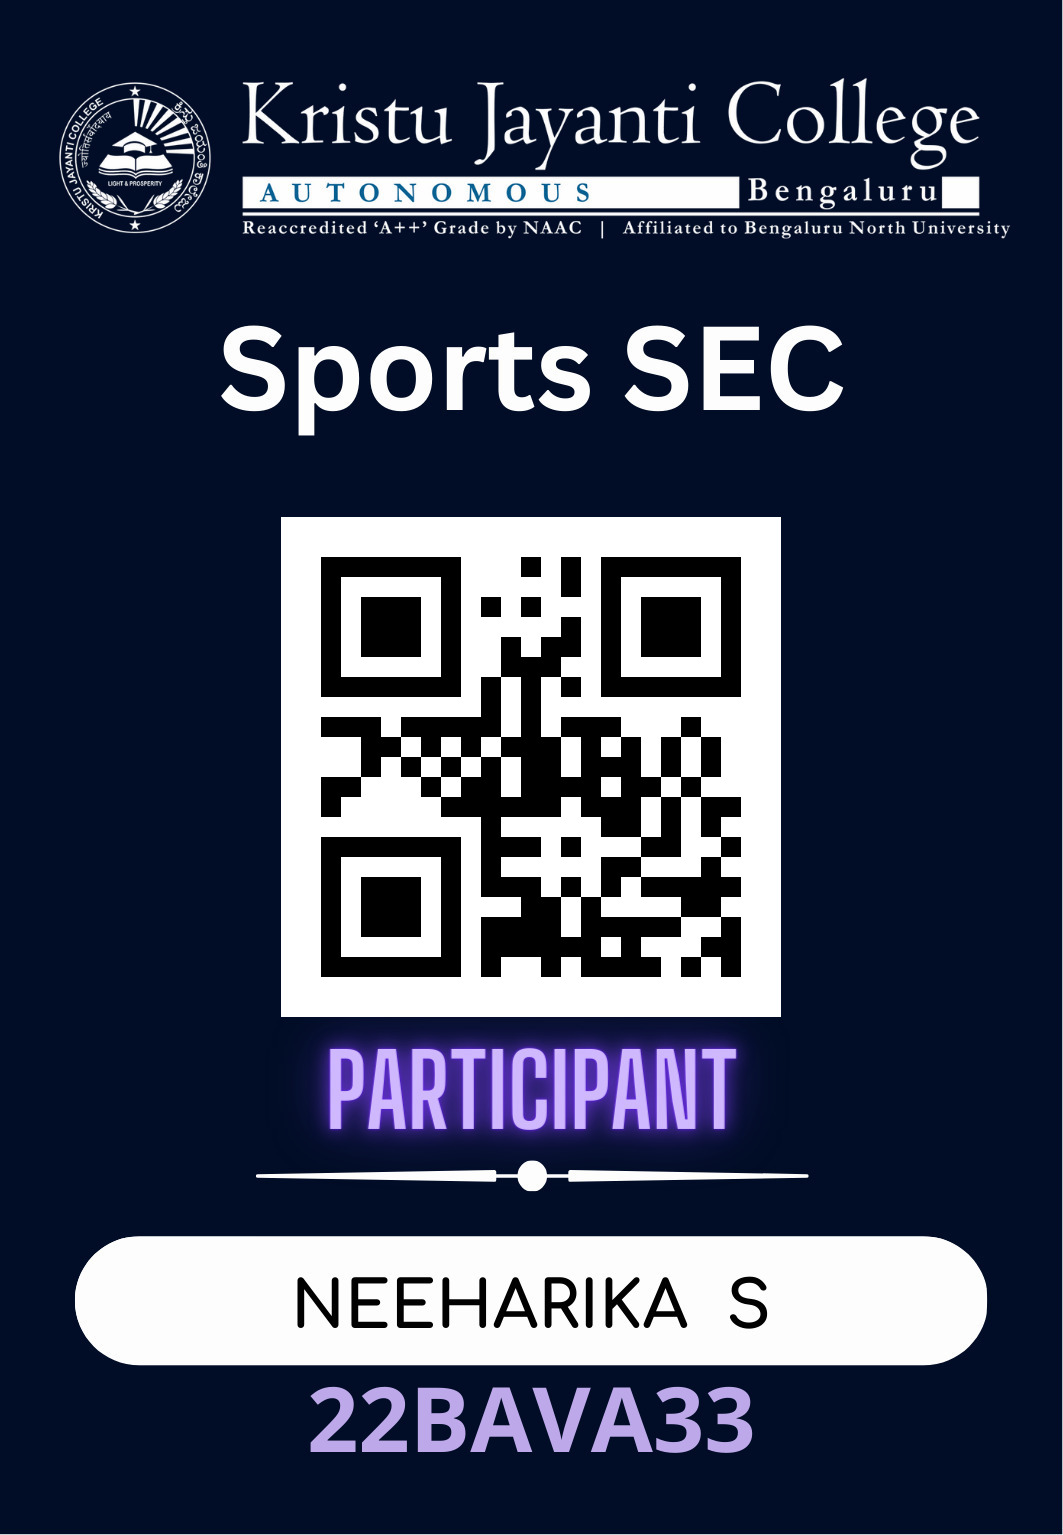 KRISTU JAYANTI COLLEGE
ಕ್ರಿಸ್ತು ಜಯಂತಿ ಕಾಲೇಜು
LIGHT & PROSPERITY
Kristu Jayanti College
AUTONOMOUS Bengaluru
Reaccredited ‘A++’ Grade by NAAC | Affiliated to Bengaluru North University
Sports SEC
PARTICIPANT
NEEHARIKA S
22BAVA33